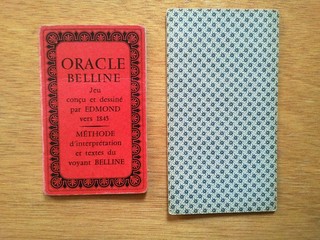 ORACLE
BELLINE
Jeu
conçu et dessiné
par EDMOND
vers 1845
MÉTHODE
d'interprétation
et textes du
voyant BELLINE